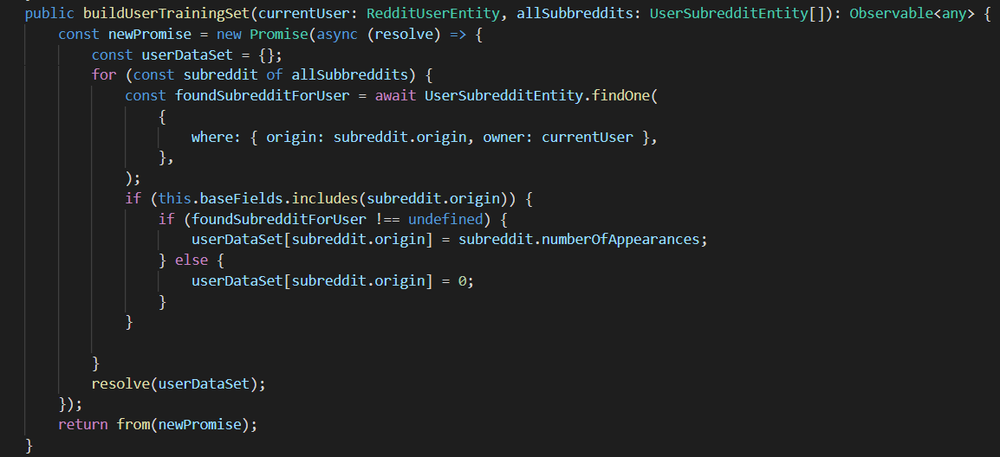 public buildUserTrainingSet(currentUser: RedditUserEntity, allSubbreddits: UserSubredditEntity[]): Observable<any> {
    const newPromise = new Promise(async (resolve) => {
        const userDataSet = {};
        for (const subreddit of allSubbreddits) {
            const foundSubredditForUser = await UserSubredditEntity.findOne(
                {
                    where: { origin: subreddit.origin, owner: currentUser },
                },
            );
            if (this.baseFields.includes(subreddit.origin)) {
                if (foundSubredditForUser !== undefined) {
                    userDataSet[subreddit.origin] = subreddit.numberOfAppearances;
                } else {
                    userDataSet[subreddit.origin] = 0;
                }
            }

        }
        resolve(userDataSet);
    });
    return from(newPromise);
}